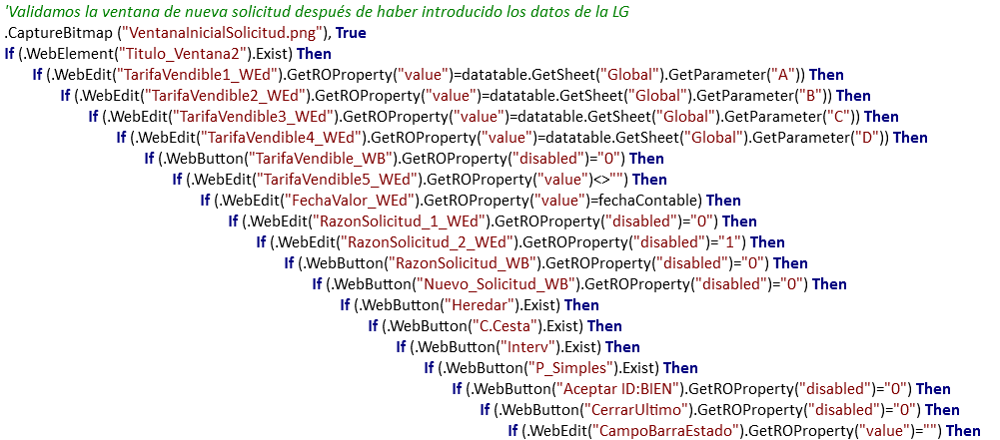 'Validamos la ventana de nueva solicitud después de haber introducido los datos de la LG
.CaptureBitmap ("VentanaInicialSolicitud.png"), True
If (.WebElement("Titulo_Ventana2").Exist) Then
If (.WebEdit("TarifaVendible1_WEd").GetROProperty("value")=datatable.GetSheet("Global").GetParameter("A")) Then
If (.WebEdit("TarifaVendible2_WEd").GetROProperty("value")=datatable.GetSheet("Global").GetParameter("B")) Then
If (.WebEdit("TarifaVendible3_WEd").GetROProperty("value")=datatable.GetSheet("Global").GetParameter("C")) Then
If (.WebEdit("TarifaVendible4_WEd").GetROProperty("value")=datatable.GetSheet("Global").GetParameter("D")) Then
If (.WebButton("TarifaVendible_WB").GetROProperty("disabled")="0") Then
If (.WebEdit("TarifaVendible5_WEd").GetROProperty("value")<>"") Then
If (.WebEdit("FechaValor_WEd").GetROProperty("value")=fechaContable) Then
If (.WebEdit("RazonSolicitud_1_WEd").GetROProperty("disabled")="0") Then
If (.WebEdit("RazonSolicitud_2_WEd").GetROProperty("disabled")="1") Then
If (.WebButton("RazonSolicitud_WB").GetROProperty("disabled")="0") Then
If (.WebButton("Nuevo_Solicitud_WB").GetROProperty("disabled")="0") Then
If (.WebButton("Heredar").Exist) Then
If (.WebButton("C.Cesta").Exist) Then
If (.WebButton("Interv").Exist) Then
If (.WebButton("P_Simples").Exist) Then
If (.WebButton("Aceptar ID:BIEN").GetROProperty("disabled")="0") Then
If (.WebButton("CerrarUltimo").GetROProperty("disabled")="0") Then
If (.WebEdit("CampoBarraEstado").GetROProperty("value")="") Then